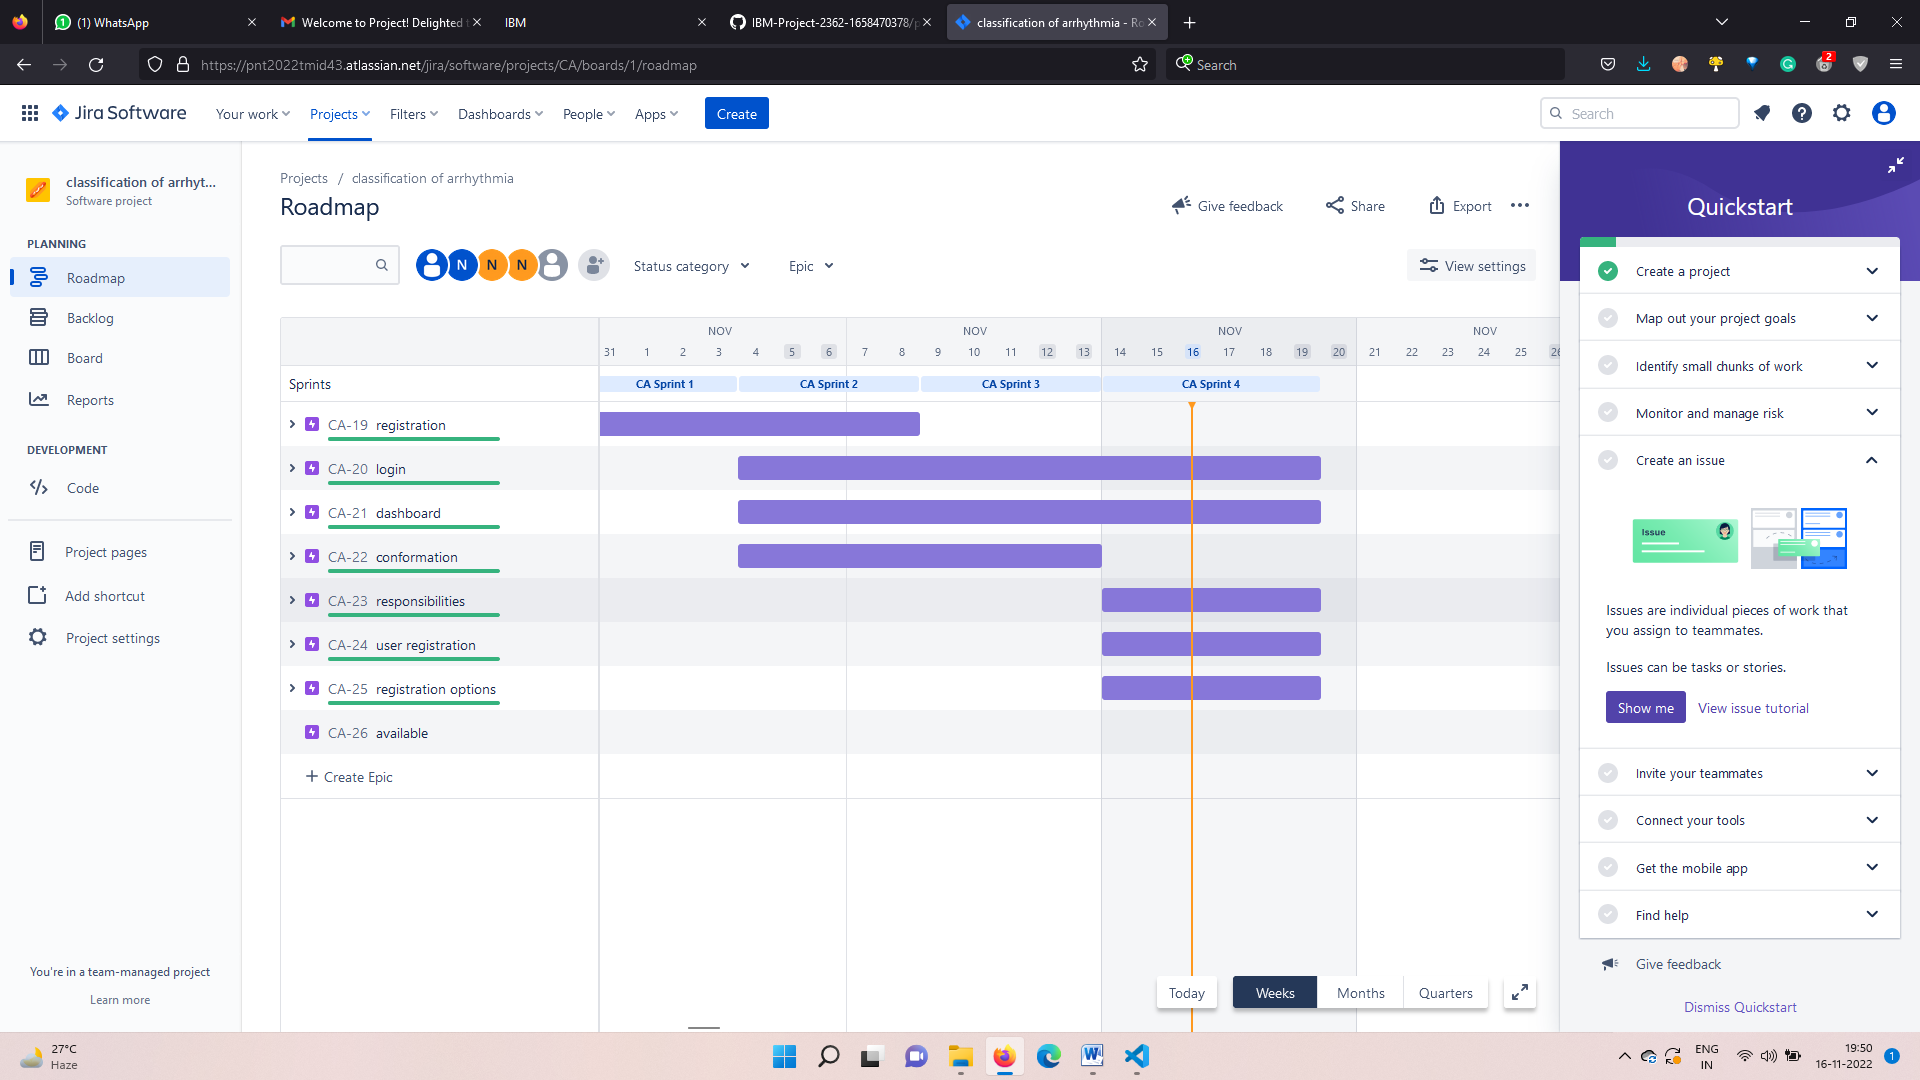 (1) WhatsApp
Welcome to Project! Delighted t
IBM
IBM-Project-2362-1658470378/p
classification of arrhythmia - Ro
https://pnt2022tmid43.atlassian.net/jira/software/projects/CA/boards/1/roadmap
Search
2
Jira Software
Your work
Projects
Filters
Dashboards
People
Apps
Create
Search
classification of arrhyt...
Software project
PLANNING
Roadmap
Backlog
Board
Reports
DEVELOPMENT
Code
Project pages
Add shortcut
Project settings
You're in a team-managed project
Learn more
Projects / classification of arrhythmia
Roadmap
Give feedback
Share
Export
N
N
N
Status category
Epic
View settings
NOV NOV NOV NOV
31 1 2 3 4 5 6 7 8 9 10 11 12 13 14 15 16 17 18 19 20 21 22 23 24 25 26
Sprints
CA Sprint 1 CA Sprint 2 CA Sprint 3 CA Sprint 4
CA-19 registration
CA-20 login
CA-21 dashboard
CA-22 conformation
CA-23 responsibilities
CA-24 user registration
CA-25 registration options
CA-26 available
+ Create Epic
Today
Weeks
Months
Quarters
Quickstart
Create a project
Map out your project goals
Identify small chunks of work
Monitor and manage risk
Create an issue
Issue
Issues are individual pieces of work that
you assign to teammates.
Issues can be tasks or stories.
Show me
View issue tutorial
Invite your teammates
Connect your tools
Get the mobile app
Find help
Give feedback
Dismiss Quickstart
27°C
Haze
ENG
IN
19:50
16-11-2022
1